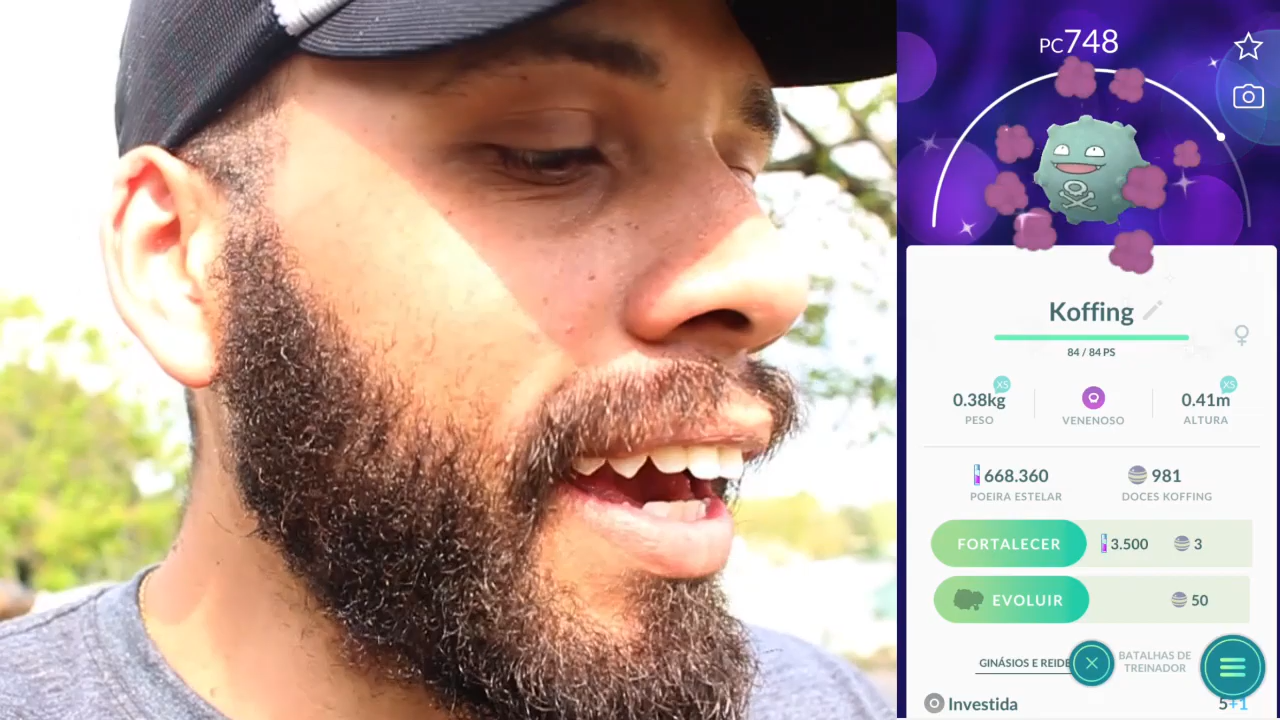 PC748
Koffing
84 / 84 PS
XS
XS
0.38kg
0.41m
PESO
VENENOSO
ALTURA
668.360
981
POEIRA ESTELAR
DOCES KOFFING
FORTALECER
3.500
3
EVOLUIR
50
GINÁSIOS E REIDE
BATALHAS DE
TREINADOR
Investida
5+1